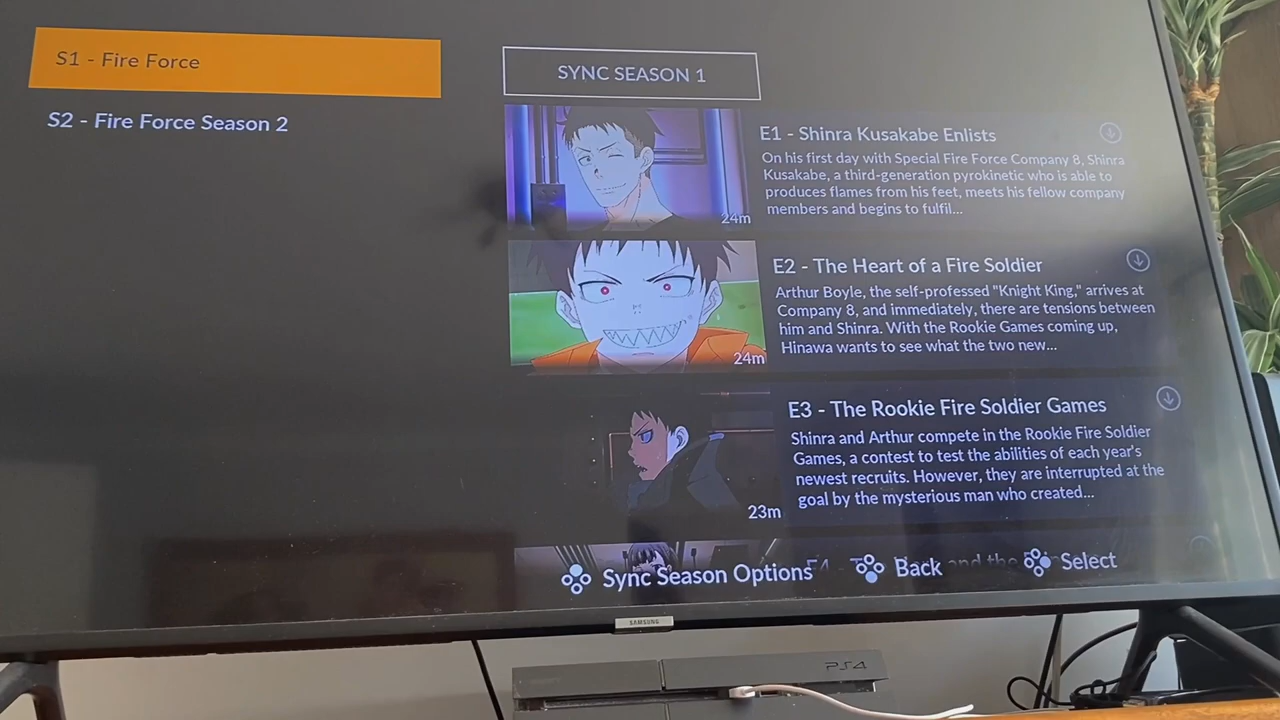 S1 - Fire Force
S2 - Fire Force Season 2
SYNC SEASON 1
24m
E1 - Shinra Kusakabe Enlists
On his first day with Special Fire Force Company 8, Shinra
Kusakabe, a third-generation pyrokinetic who is able to
produces flames from his feet, meets his fellow company
members and begins to fulfil...
24m
E2 - The Heart of a Fire Soldier
Arthur Boyle, the self-professed "Knight King," arrives at
Company 8, and immediately, there are tensions between
him and Shinra. With the Rookie Games coming up,
Hinawa wants to see what the two new...
23m
E3 - The Rookie Fire Soldier Games
Shinra and Arthur compete in the Rookie Fire Soldier
Games, a contest to test the abilities of each year's
newest recruits. However, they are interrupted at the
goal by the mysterious man who created...
and the
Sync Season Options Back Select
SAMSUNG
PS4